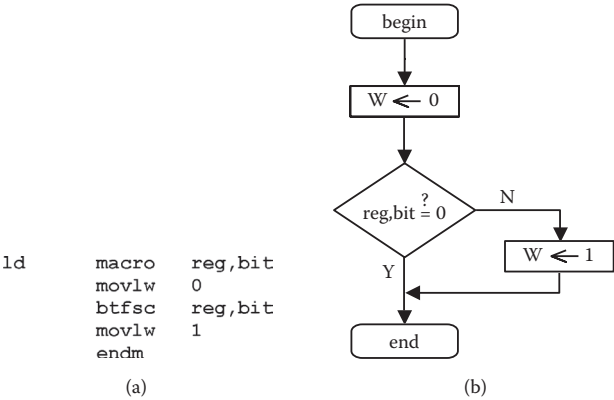 ld macro reg,bit
movlw 0
btfsc reg,bit
movlw 1
endm
(a)
begin
W ← 0
reg,bit ?= 0
N
W ← 1
Y
end
(b)